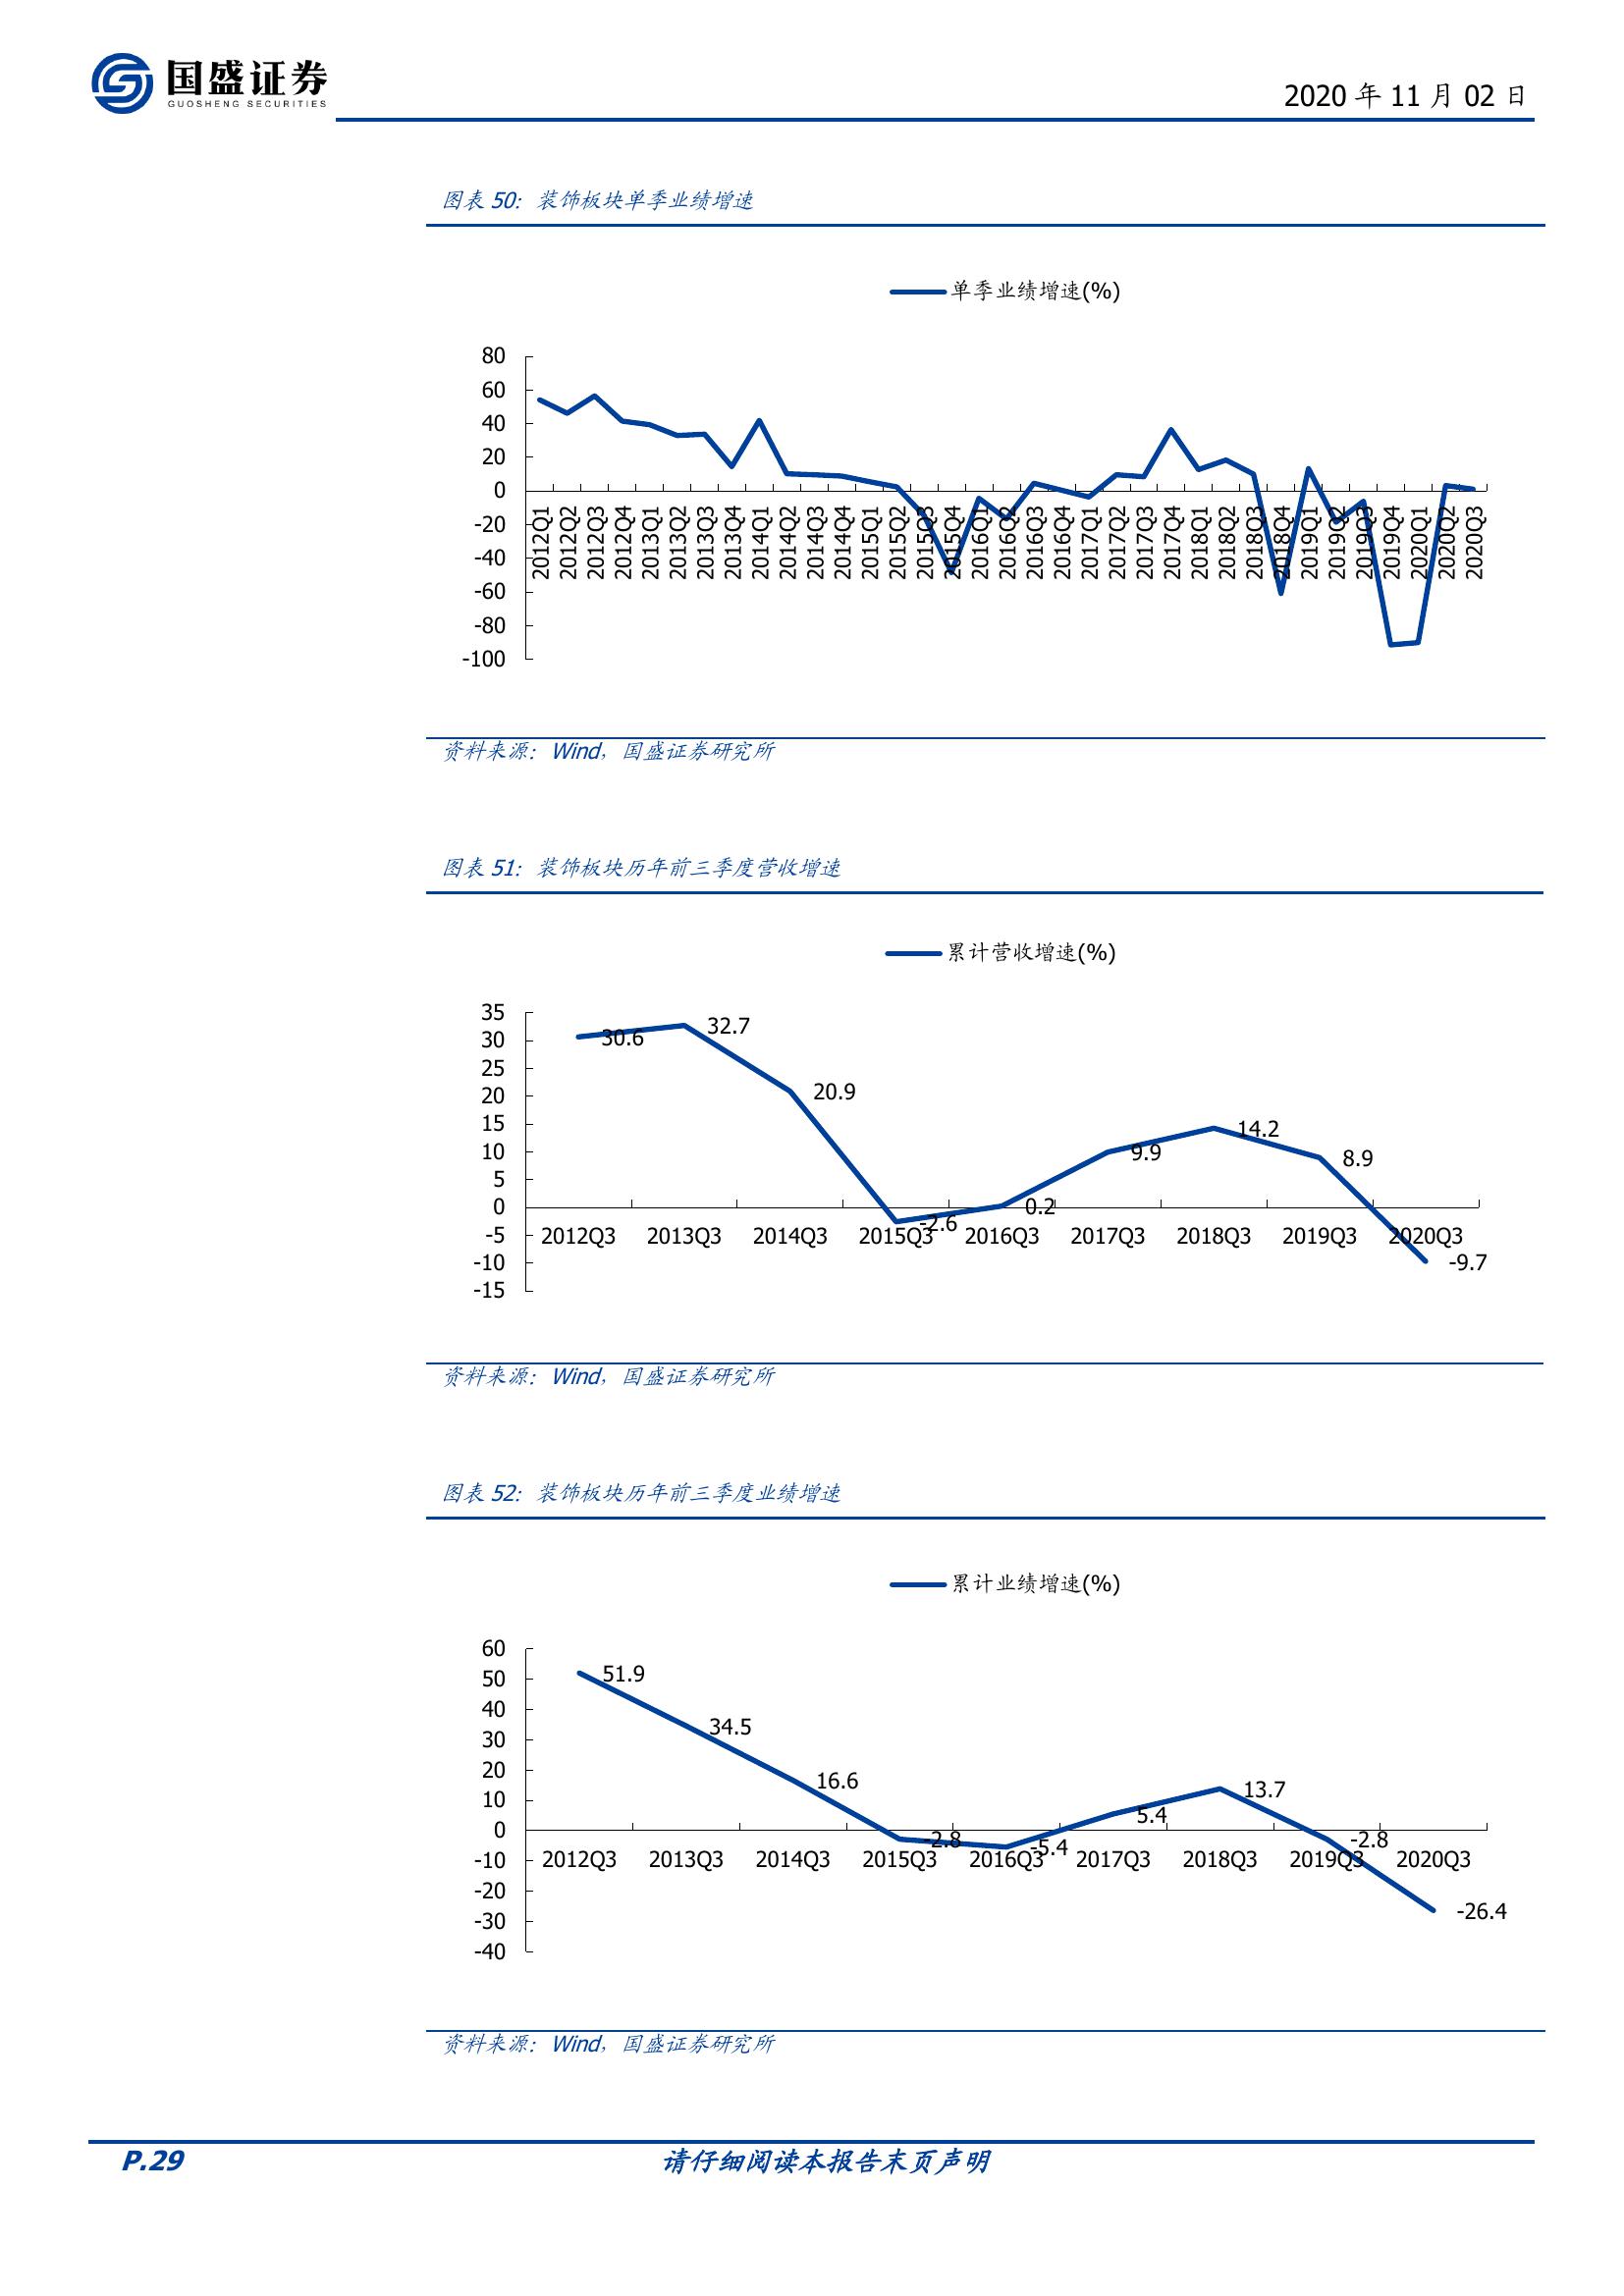 国盛证券
GUOSHENG SECURITIES
2020 年 11 月 02 日
图表 50：装饰板块单季业绩增速
单季业绩增速(%)
80
60
40
20
0
-20
-40
-60
-80
-100
2012Q1
2012Q2
2012Q3
2012Q4
2013Q1
2013Q2
2013Q3
2013Q4
2014Q1
2014Q2
2014Q3
2014Q4
2015Q1
2015Q2
2015Q3
2015Q4
2016Q1
2016Q2
2016Q3
2016Q4
2017Q1
2017Q2
2017Q3
2017Q4
2018Q1
2018Q2
2018Q3
2018Q4
2019Q1
2019Q2
2019Q3
2019Q4
2020Q1
2020Q2
2020Q3
资料来源：Wind，国盛证券研究所
图表 51：装饰板块历年前三季度营收增速
累计营收增速(%)
35
30
25
20
15
10
5
0
-5
-10
-15
30.6
32.7
20.9
-2.6
0.2
9.9
14.2
8.9
-9.7
2012Q3 2013Q3 2014Q3 2015Q3 2016Q3 2017Q3 2018Q3 2019Q3 2020Q3
资料来源：Wind，国盛证券研究所
图表 52：装饰板块历年前三季度业绩增速
累计业绩增速(%)
60
50
40
30
20
10
0
-10
-20
-30
-40
51.9
34.5
16.6
-2.8
-5.4
5.4
13.7
-2.8
-26.4
2012Q3 2013Q3 2014Q3 2015Q3 2016Q3 2017Q3 2018Q3 2019Q3 2020Q3
资料来源：Wind，国盛证券研究所
P.29
请仔细阅读本报告末页声明